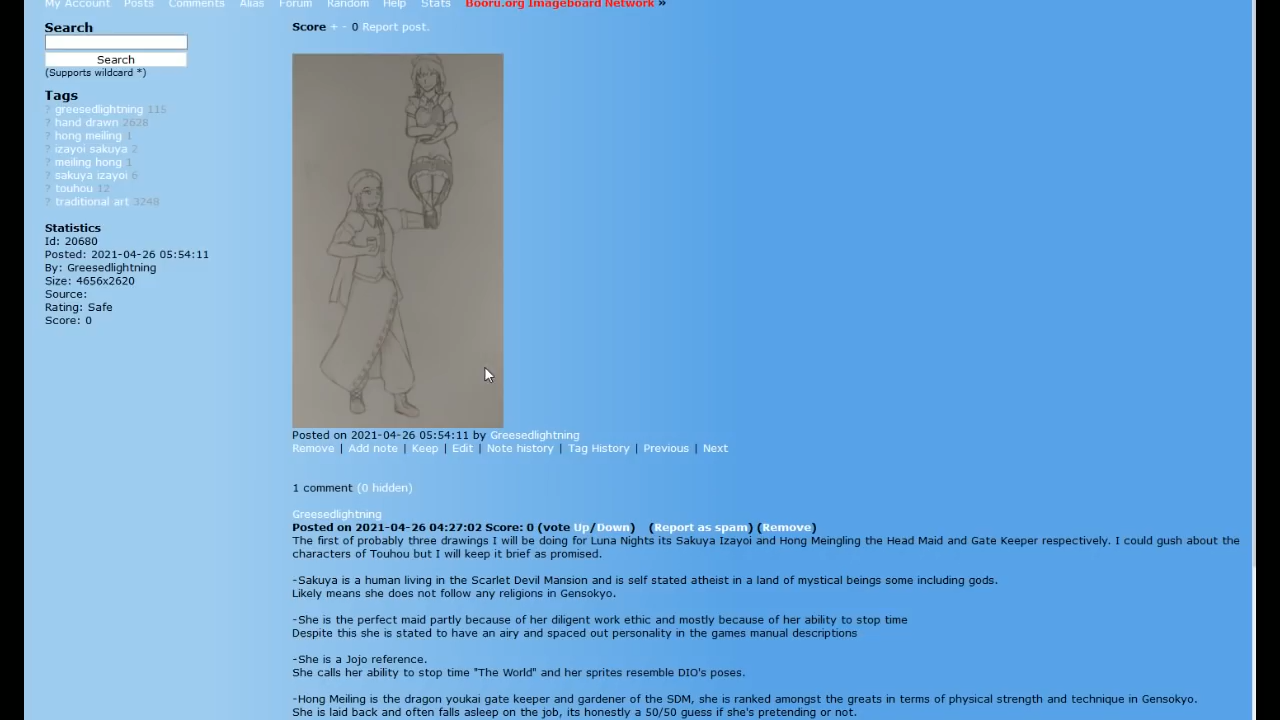 My Account Posts Comments Alias Forum Random Help Stats Booru.org Imageboard Network »
Search
Search
(Supports wildcard *)
Tags
? greesedlightning 115
? hand drawn 2628
? hong meiling 1
? izayoi sakuya 2
? meiling hong 1
? sakuya izayoi 6
? touhou 12
? traditional art 3248
Statistics
Id: 20680
Posted: 2021-04-26 05:54:11
By: Greesedlightning
Size: 4656x2620
Source:
Rating: Safe
Score: 0
Score + - 0 Report post.
Posted on 2021-04-26 05:54:11 by Greesedlightning
Remove | Add note | Keep | Edit | Note history | Tag History | Previous | Next
1 comment (0 hidden)
Greesedlightning
Posted on 2021-04-26 04:27:02 Score: 0 (vote Up/Down) (Report as spam) (Remove)
The first of probably three drawings I will be doing for Luna Nights its Sakuya Izayoi and Hong Meingling the Head Maid and Gate Keeper respectively. I could gush about the
characters of Touhou but I will keep it brief as promised.
-Sakuya is a human living in the Scarlet Devil Mansion and is self stated atheist in a land of mystical beings some including gods.
Likely means she does not follow any religions in Gensokyo.
-She is the perfect maid partly because of her diligent work ethic and mostly because of her ability to stop time
Despite this she is stated to have an airy and spaced out personality in the games manual descriptions
-She is a Jojo reference.
She calls her ability to stop time "The World" and her sprites resemble DIO's poses.
-Hong Meiling is the dragon youkai gate keeper and gardener of the SDM, she is ranked amongst the greats in terms of physical strength and technique in Gensokyo.
She is laid back and often falls asleep on the job, its honestly a 50/50 guess if she's pretending or not.